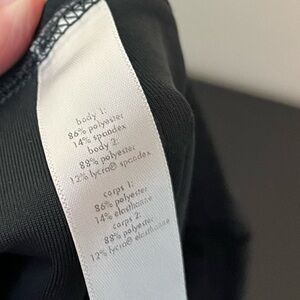 body 1:
86% polyester
14% spandex
body 2:
88% polyester
12% lycra® spandex
corps 1:
86% polyester
14% élasthanne
corps 2:
88% polyester
12% lycra® élasthanne